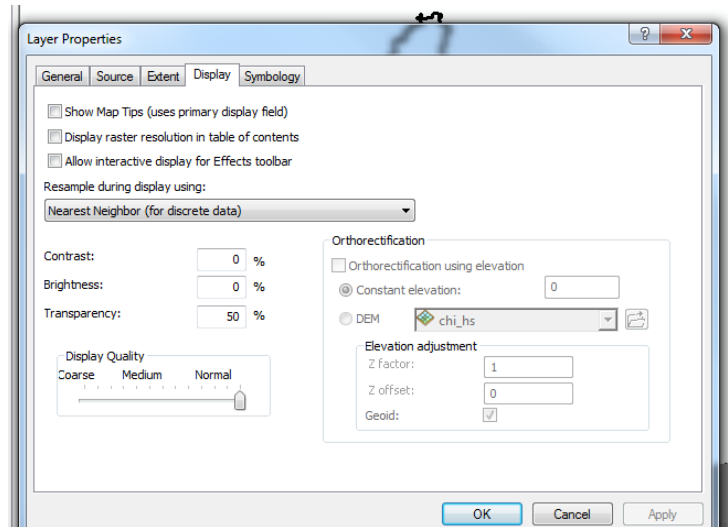 Layer Properties
General Source Extent Display Symbology
Show Map Tips (uses primary display field)
Display raster resolution in table of contents
Allow interactive display for Effects toolbar
Resample during display using:
Nearest Neighbor (for discrete data)
Contrast: 0 %
Brightness: 0 %
Transparency: 50 %
Display Quality
Coarse Medium Normal
Orthorectification
Orthorectification using elevation
Constant elevation: 0
DEM chi_hs
Elevation adjustment
Z factor: 1
Z offset: 0
Geoid:
OK Cancel Apply